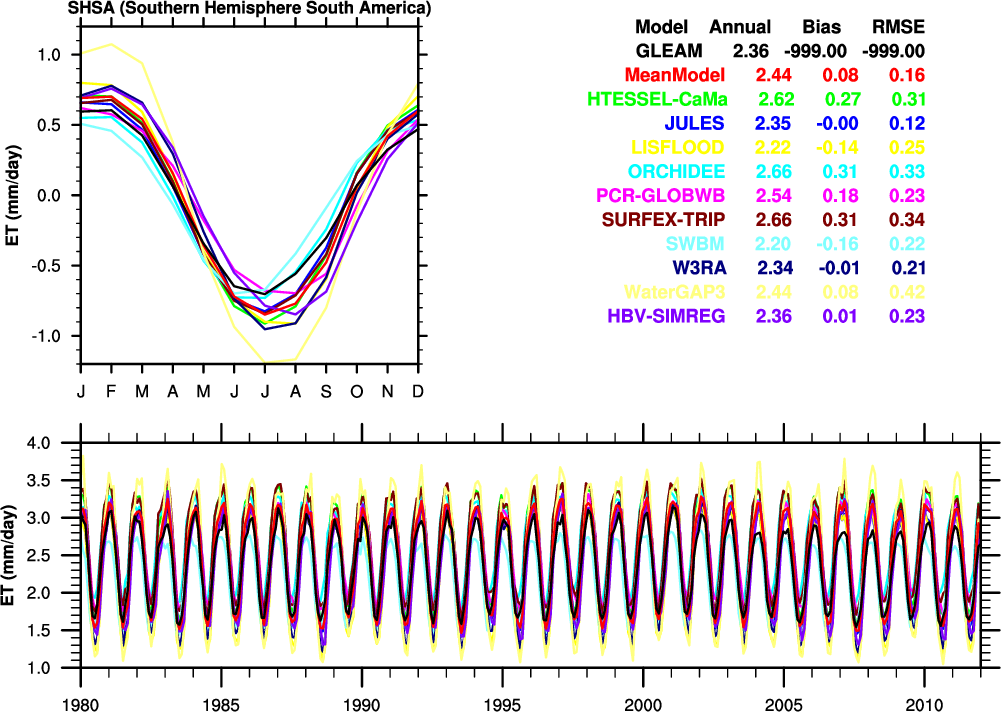 SHSA (Southern Hemisphere South America)
Model Annual Bias RMSE
GLEAM 2.36 -999.00 -999.00
MeanModel 2.44 0.08 0.16
HTESSEL-CaMa 2.62 0.27 0.31
JULES 2.35 -0.00 0.12
LISFLOOD 2.22 -0.14 0.25
ORCHIDEE 2.66 0.31 0.33
PCR-GLOBWB 2.54 0.18 0.23
SURFEX-TRIP 2.66 0.31 0.34
SWBM 2.20 -0.16 0.22
W3RA 2.34 -0.01 0.21
WaterGAP3 2.44 0.08 0.42
HBV-SIMREG 2.36 0.01 0.23
ET (mm/day)
1.0
0.5
0.0
-0.5
-1.0
J F M A M J J A S O N D
ET (mm/day)
4.0
3.5
3.0
2.5
2.0
1.5
1.0
1980 1985 1990 1995 2000 2005 2010